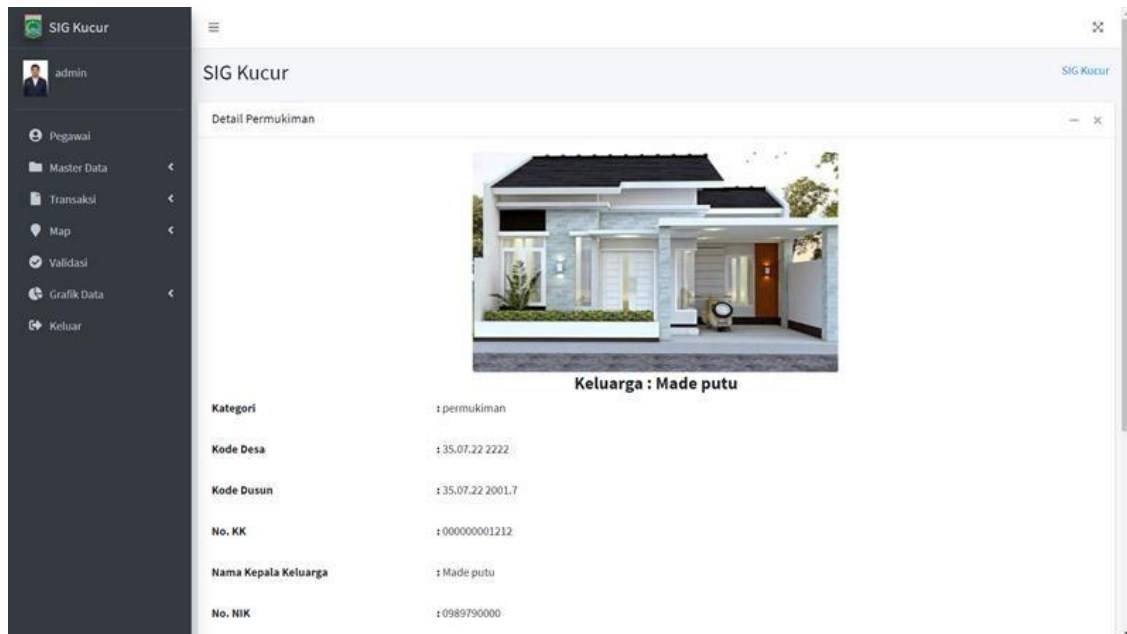 SIG Kucur
admin
Pegawai
Master Data
Transaksi
Map
Validasi
Grafik Data
Keluar
SIG Kucur
SIG Kucur
Detail Permukiman
Keluarga : Made putu
Kategori : permukiman
Kode Desa : 35.07.22 2222
Kode Dusun : 35.07.22 2001.7
No. KK : 000000001212
Nama Kepala Keluarga : Made putu
No. NIK : 0989790000